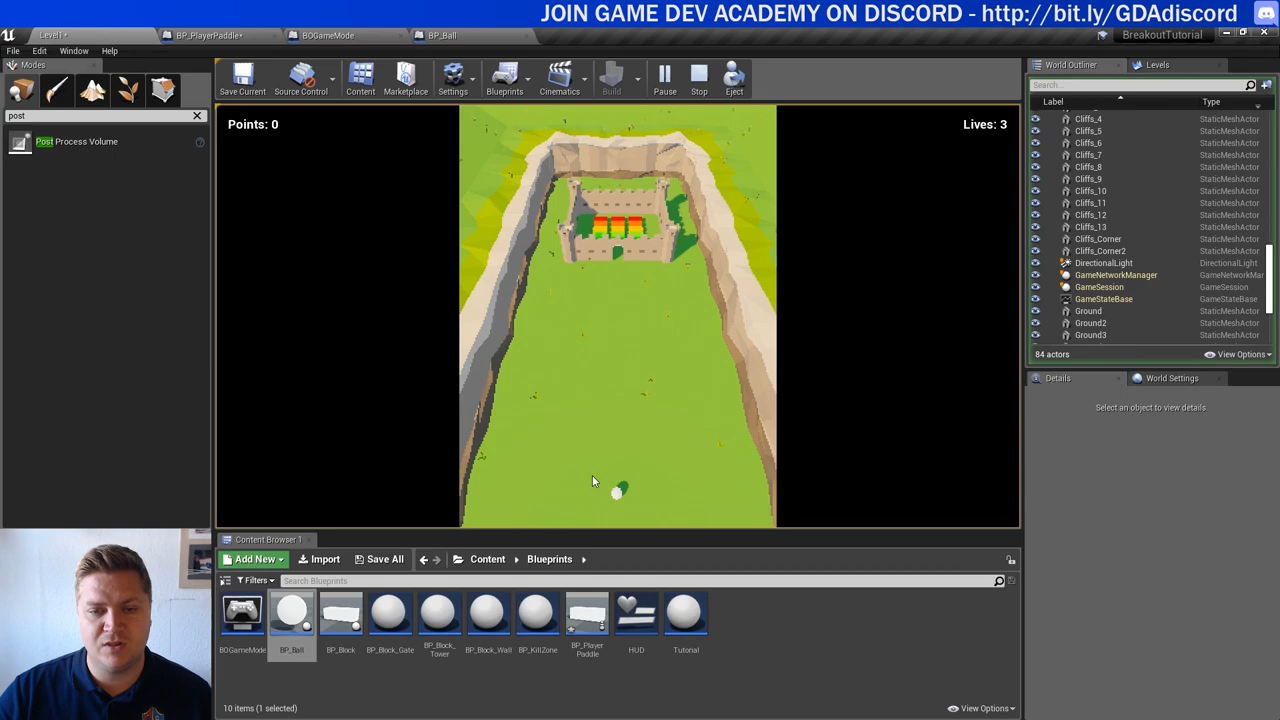 JOIN GAME DEV ACADEMY ON DISCORD - http://bit.ly/GDAdiscord
Level1*
BP_PlayerPaddle*
BOGameMode
BP_Ball
BreakoutTutorial
File Edit Window Help
Modes
post
Post Process Volume
Save Current
Source Control
Content
Marketplace
Settings
Blueprints
Cinematics
Build
Pause
Stop
Eject
Points: 0
Lives: 3
World Outliner
Levels
Search...
Label Type
Cliffs_4 StaticMeshActor
Cliffs_5 StaticMeshActor
Cliffs_6 StaticMeshActor
Cliffs_7 StaticMeshActor
Cliffs_8 StaticMeshActor
Cliffs_9 StaticMeshActor
Cliffs_10 StaticMeshActor
Cliffs_11 StaticMeshActor
Cliffs_12 StaticMeshActor
Cliffs_13 StaticMeshActor
Cliffs_Corner StaticMeshActor
Cliffs_Corner2 StaticMeshActor
DirectionalLight DirectionalLight
GameNetworkManager GameNetworkMar
GameSession GameSession
GameStateBase GameStateBase
Ground StaticMeshActor
Ground2 StaticMeshActor
Ground3 StaticMeshActor
84 actors
View Options
Details
World Settings
Select an object to view details.
Content Browser 1
Add New
Import
Save All
Content
Blueprints
Filters
Search Blueprints
BOGameMode
BP_Ball
BP_Block
BP_Block_Gate
BP_Block_
Tower
BP_Block_Wall
BP_KillZone
BP_Player
Paddle
HUD
Tutorial
10 items (1 selected)
View Options